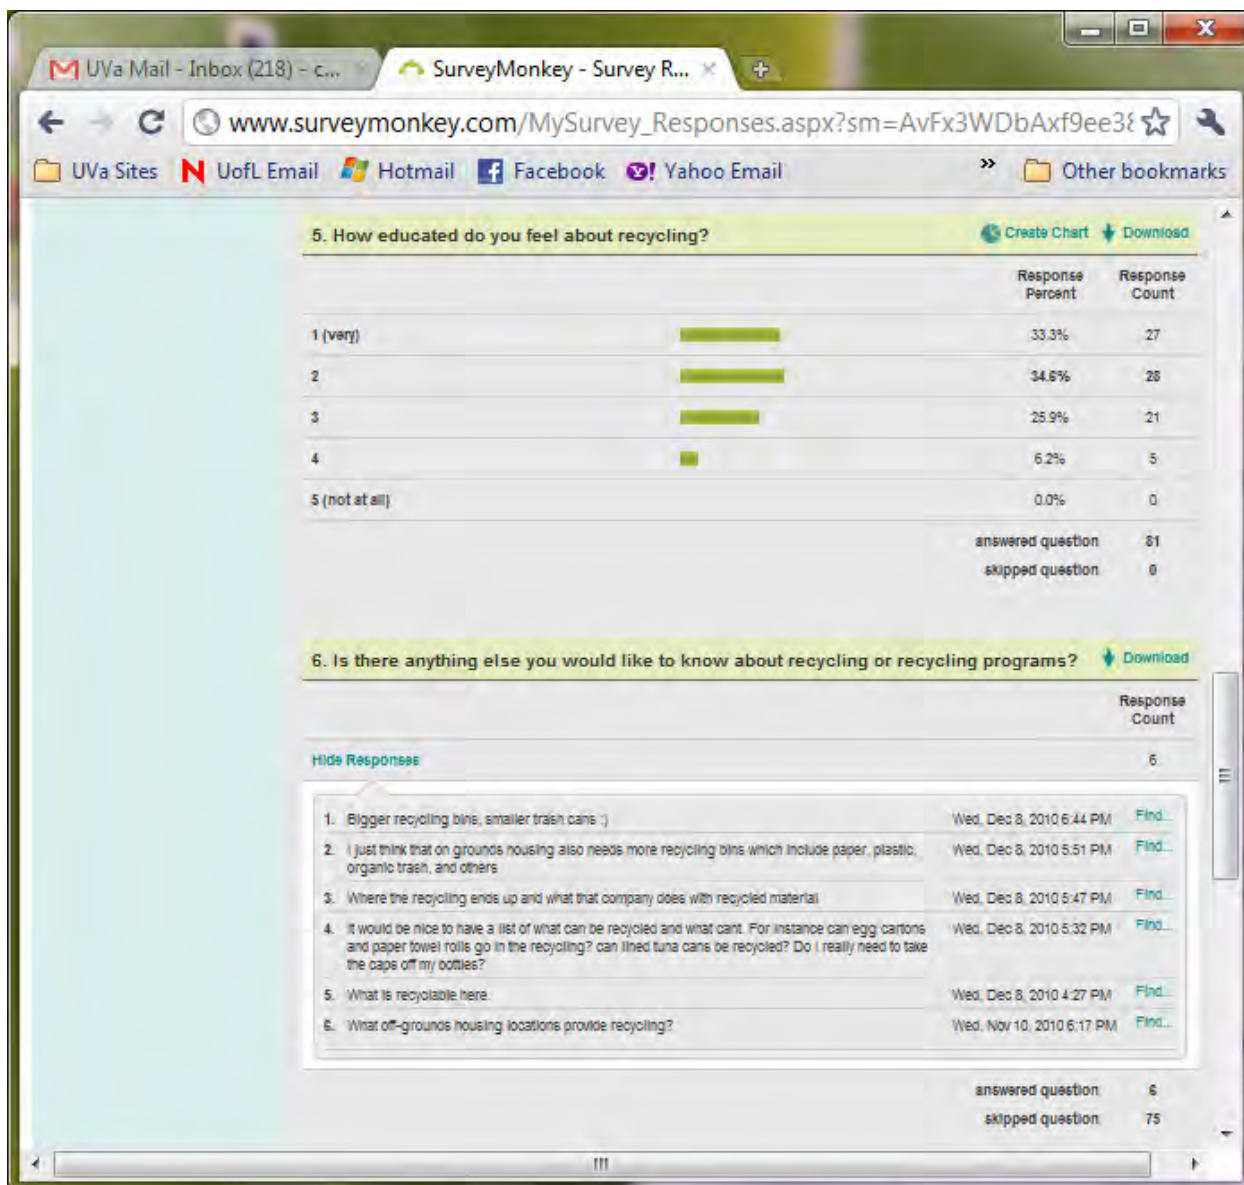 UVa Mail - Inbox (218) - c...
SurveyMonkey - Survey R...
www.surveymonkey.com/MySurvey_Responses.aspx?sm=AvFx3WDbAxf9ee38
UVa Sites UofL Email Hotmail Facebook Yahoo Email » Other bookmarks
5. How educated do you feel about recycling? Create Chart Download
Response Percent Response Count
1 (very) 33.3% 27
2 34.6% 28
3 25.9% 21
4 6.2% 5
5 (not at all) 0.0% 0
answered question 81
skipped question 0
6. Is there anything else you would like to know about recycling or recycling programs? Download
Response Count
Hide Responses 6
1. Bigger recycling bins, smaller trash cans :) Wed, Dec 8, 2010 6:44 PM Find...
2. I just think that on grounds housing also needs more recycling bins which include paper, plastic, Wed, Dec 8, 2010 5:51 PM Find...
organic trash, and others
3. Where the recycling ends up and what that company does with recycled material Wed, Dec 8, 2010 5:47 PM Find...
4. It would be nice to have a list of what can be recycled and what cant. For instance can egg cartons Wed, Dec 8, 2010 5:32 PM Find...
and paper towel rolls go in the recycling? can lined tuna cans be recycled? Do I really need to take
the caps off my bottles?
5. What is recyclable here. Wed, Dec 8, 2010 4:27 PM Find...
6. What off-grounds housing locations provide recycling? Wed, Nov 10, 2010 6:17 PM Find...
answered question 6
skipped question 75